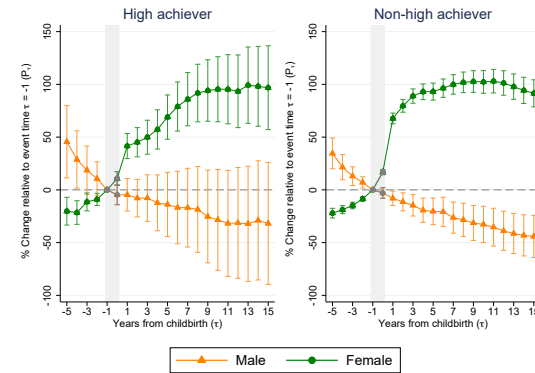 High achiever
% Change relative to event time τ = -1 (Pτ)
150
100
50
0
-50
-100
-5 -3 -1 1 3 5 7 9 11 13 15
Years from childbirth (τ)
Non-high achiever
% Change relative to event time τ = -1 (Pτ)
150
100
50
0
-50
-100
-5 -3 -1 1 3 5 7 9 11 13 15
Years from childbirth (τ)
Male Female